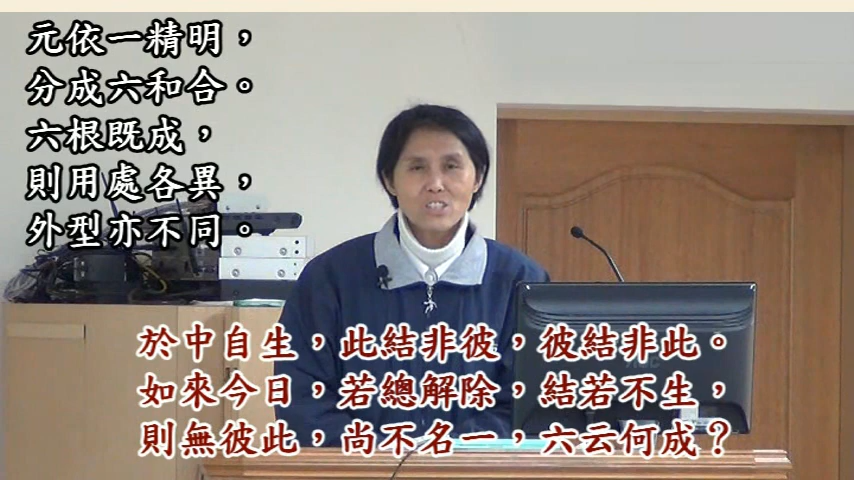 元依一精明，
分成六和合。
六根既成，
則用處各異，
外型亦不同。
於中自生，此結非彼，彼結非此。
如來今日，若總解除，結若不生，
則無彼此，尚不名一，六云何成？